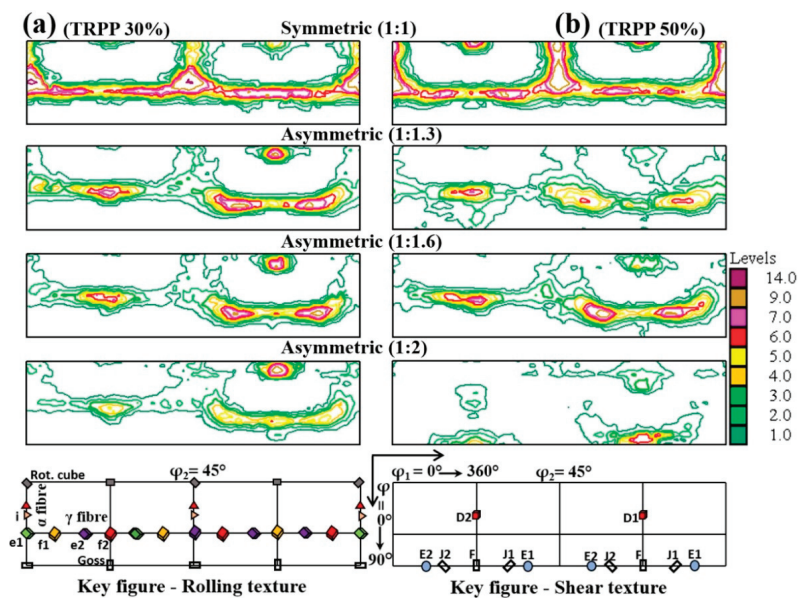 (a) (TRPP 30%) Symmetric (1:1) (b) (TRPP 50%)
Asymmetric (1:1.3)
Asymmetric (1:1.6)
Asymmetric (1:2)
Levels
14.0
9.0
7.0
6.0
5.0
4.0
3.0
2.0
1.0
Rot. cube φ₂= 45°
α fibre
i
γ fibre
e1 f1 e2 f2
Goss
Key figure - Rolling texture
φ₁ = 0° → 360° φ₂= 45°
φ = 0° → 90°
D2 D1
E2 J2 F J1 E1 E2 J2 F J1 E1
Key figure - Shear texture